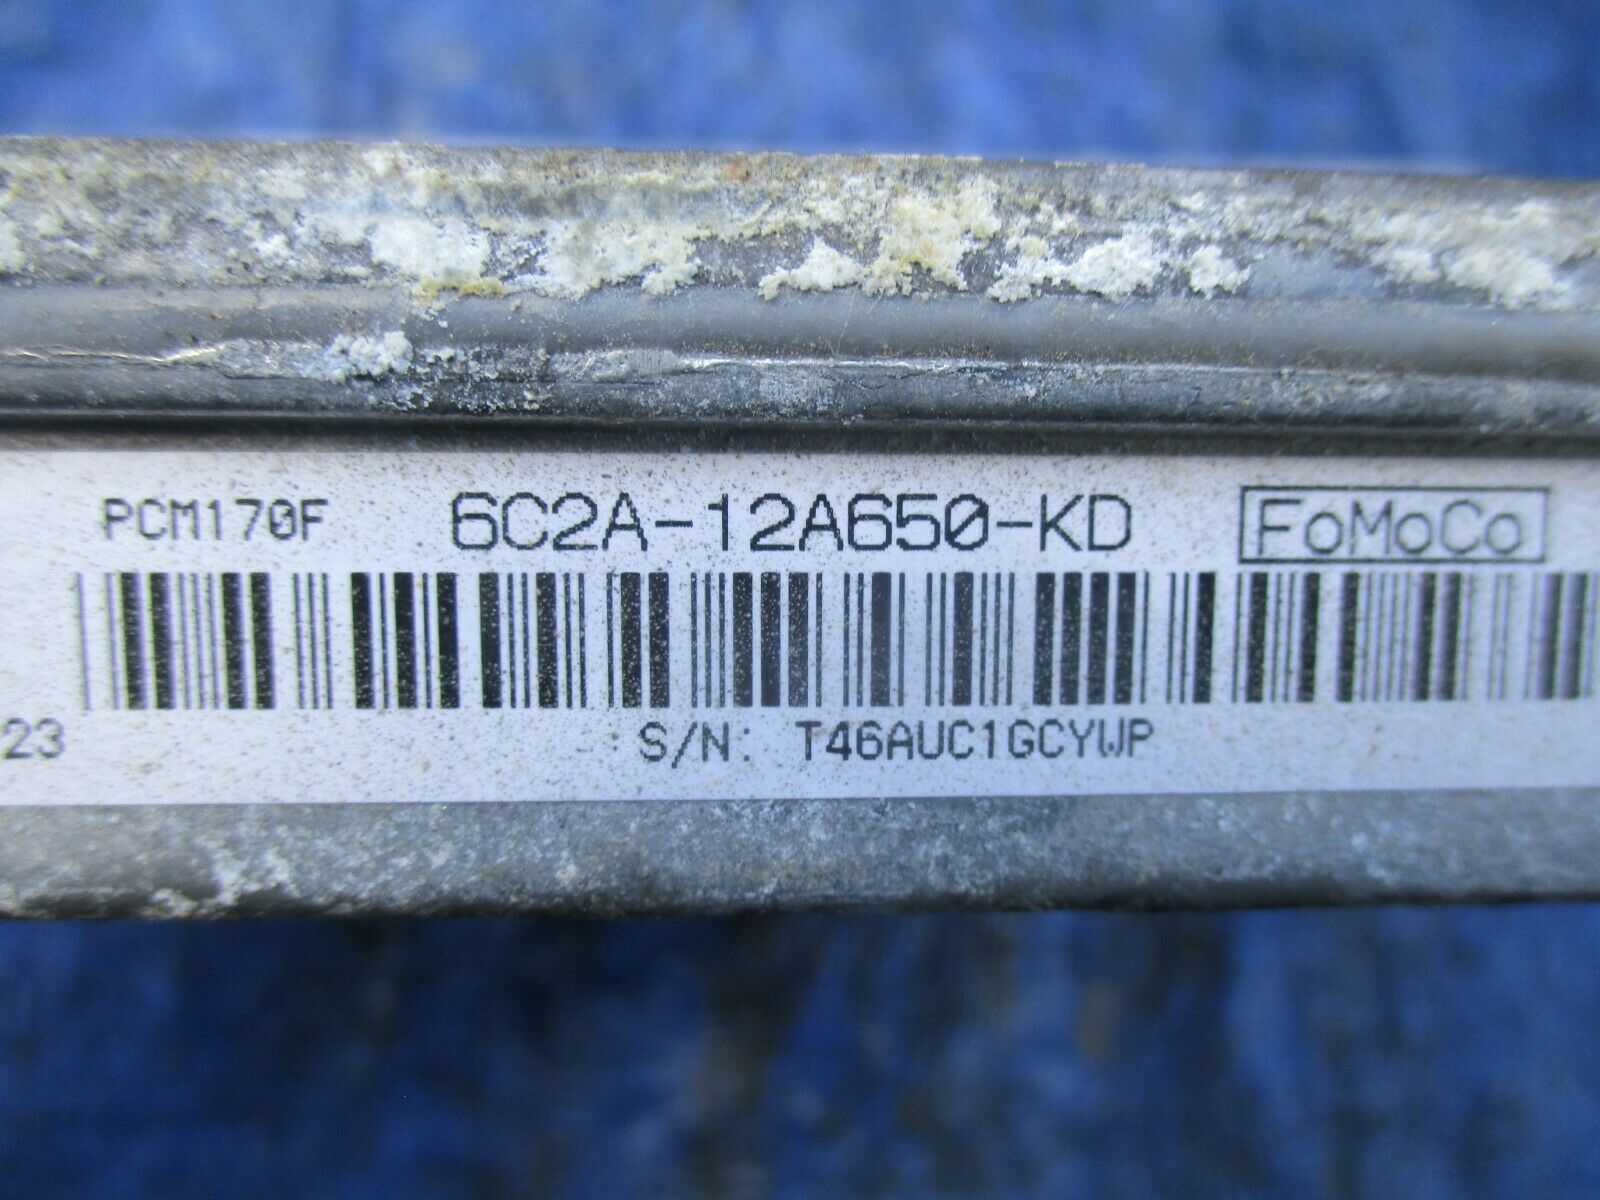 PCM170F 6C2A-12A650-KD FoMoCo
23 S/N: T46AUC1GCYWP